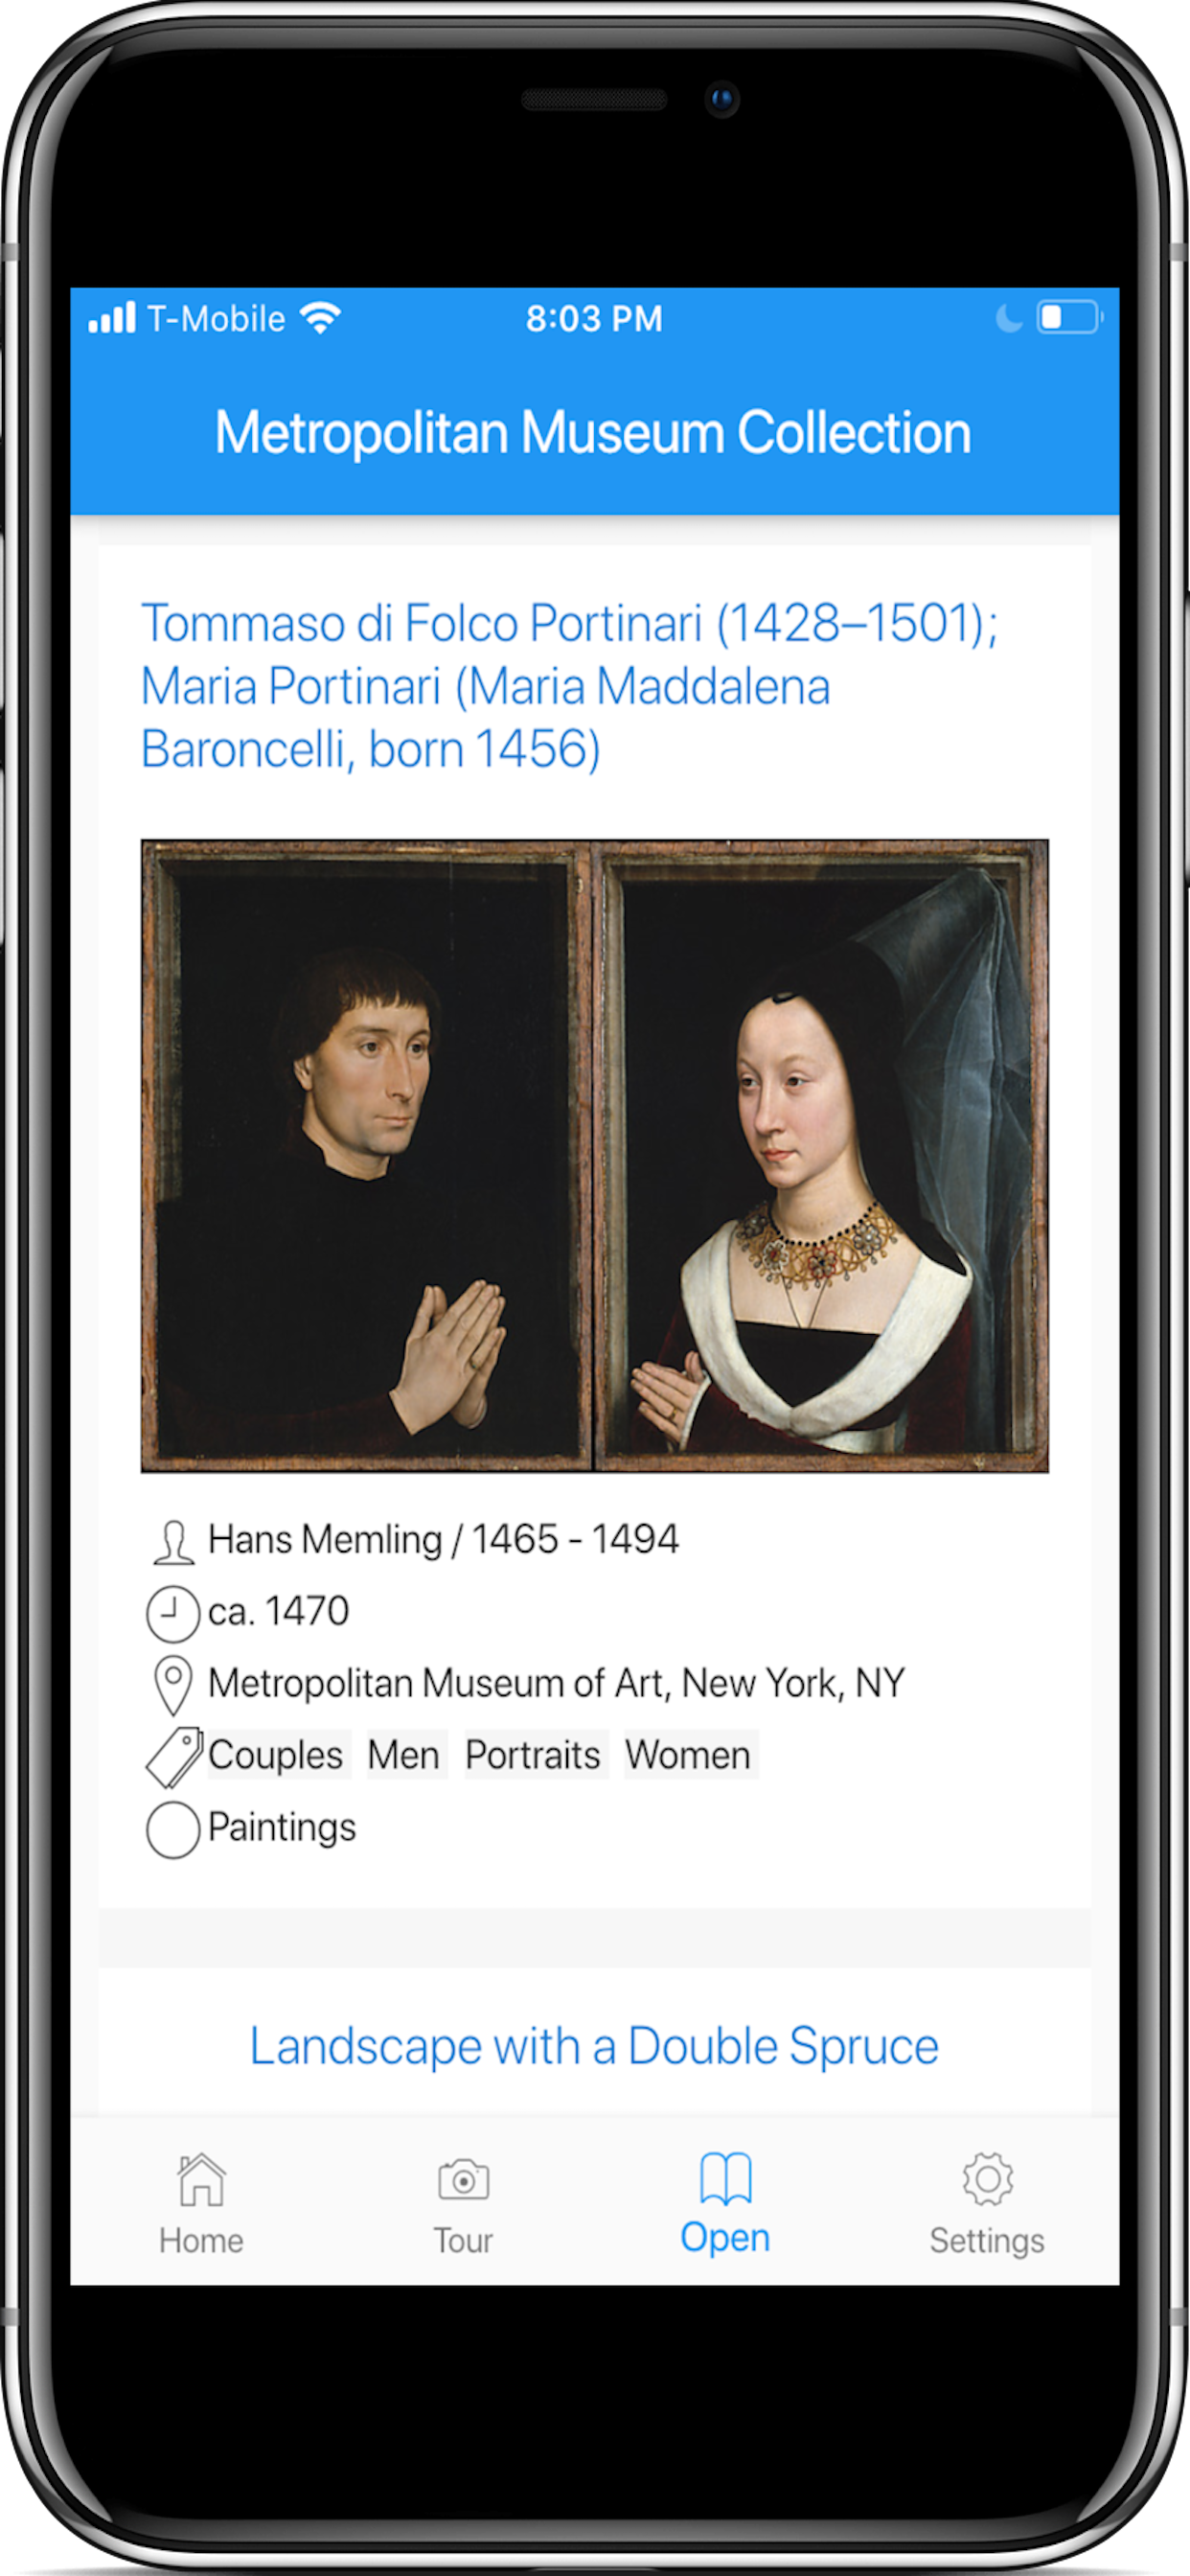 T-Mobile 8:03 PM
Metropolitan Museum Collection
Tommaso di Folco Portinari (1428–1501);
Maria Portinari (Maria Maddalena
Baroncelli, born 1456)
Hans Memling / 1465 - 1494
ca. 1470
Metropolitan Museum of Art, New York, NY
Couples Men Portraits Women
Paintings
Landscape with a Double Spruce
Home Tour Open Settings